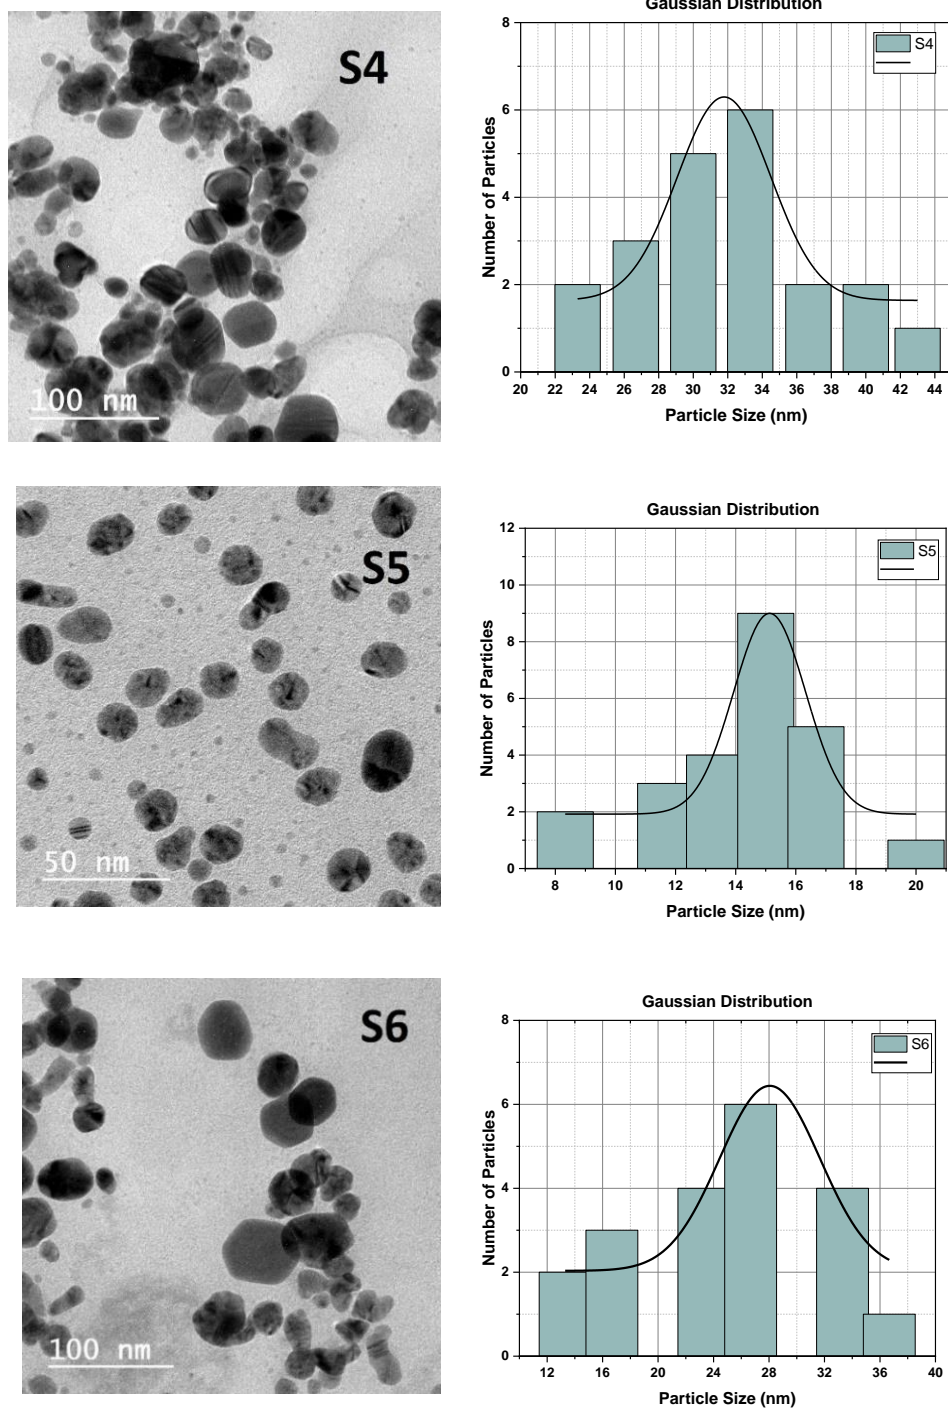 Gaussian Distribution
S4
100 nm
8
6
4
2
0
Number of Particles
S4
20 22 24 26 28 30 32 34 36 38 40 42 44
Particle Size (nm)
S5
50 nm
Gaussian Distribution
12
10
8
6
4
2
0
Number of Particles
S5
8 10 12 14 16 18 20
Particle Size (nm)
S6
100 nm
Gaussian Distribution
8
6
4
2
0
Number of Particles
S6
12 16 20 24 28 32 36 40
Particle Size (nm)